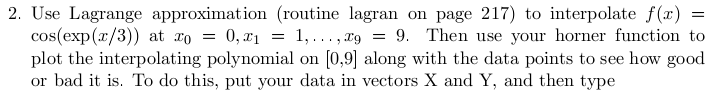 2. Use Lagrange approximation (routine lagran on page 217) to interpolate f(x) =
cos(exp(x/3)) at x₀ = 0, x₁ = 1, . . . , x₉ = 9. Then use your horner function to
plot the interpolating polynomial on [0,9] along with the data points to see how good
or bad it is. To do this, put your data in vectors X and Y, and then type